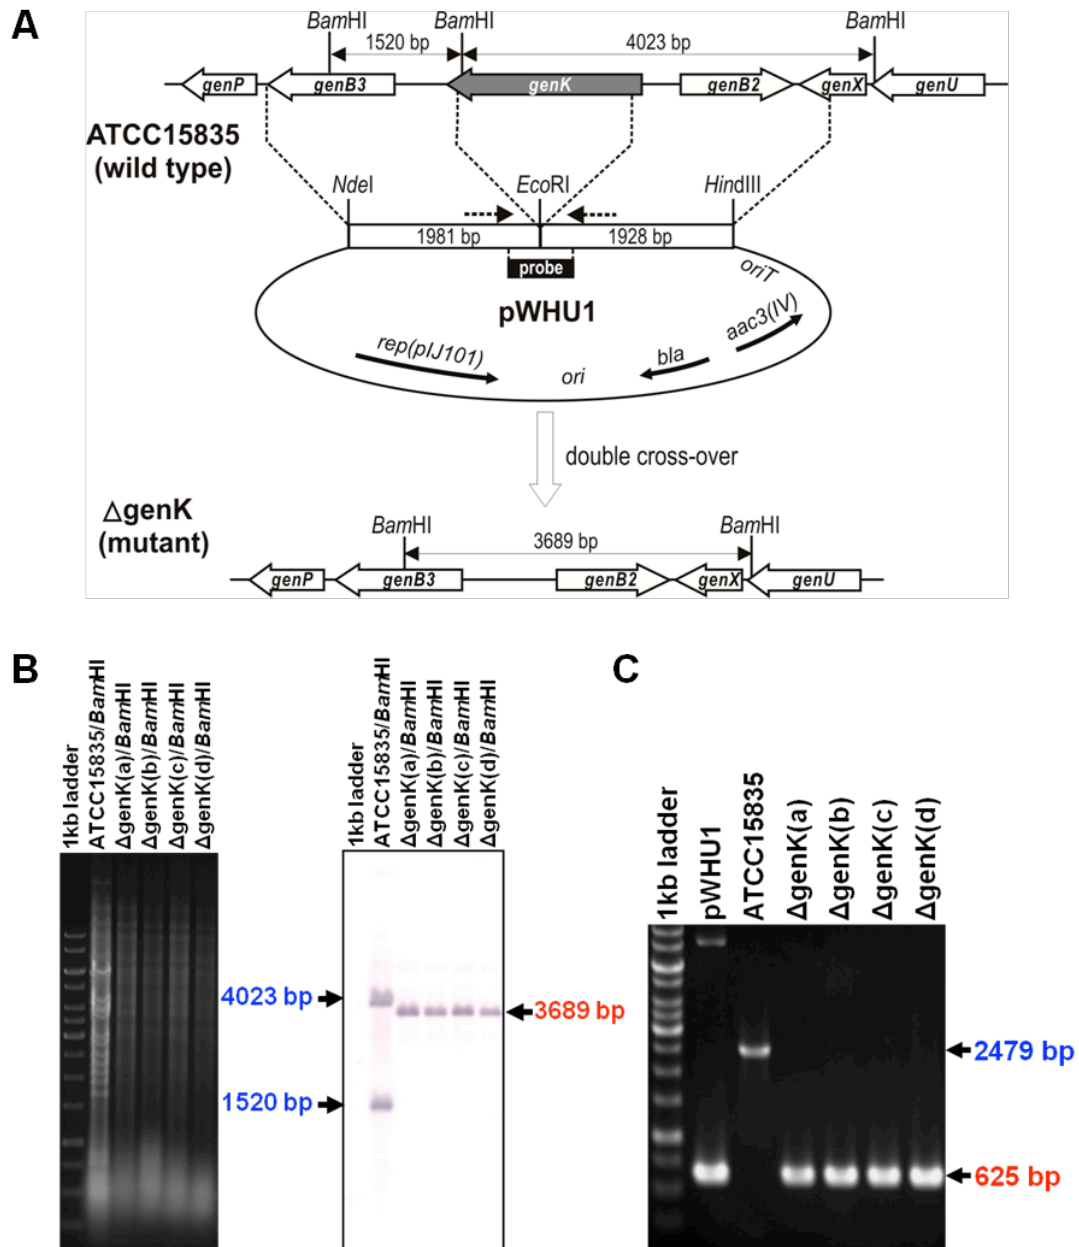 A
BamHI BamHI BamHI
1520 bp 4023 bp
genP genB3 genK genB2 genX genU
ATCC15835
(wild type)
NdeI EcoRI HindIII
1981 bp 1928 bp
probe
oriT
pWHU1
aac3(IV)
rep(pIJ101)
bla
ori
double cross-over
△genK
(mutant)
BamHI BamHI
3689 bp
genP genB3 genB2 genX genU
B
1kb ladder
ATCC15835/BamHI
ΔgenK(a)/BamHI
ΔgenK(b)/BamHI
ΔgenK(c)/BamHI
ΔgenK(d)/BamHI
1kb ladder
ATCC15835/BamHI
ΔgenK(a)/BamHI
ΔgenK(b)/BamHI
ΔgenK(c)/BamHI
ΔgenK(d)/BamHI
4023 bp
3689 bp
1520 bp
C
1kb ladder
pWHU1
ATCC15835
ΔgenK(a)
ΔgenK(b)
ΔgenK(c)
ΔgenK(d)
2479 bp
625 bp